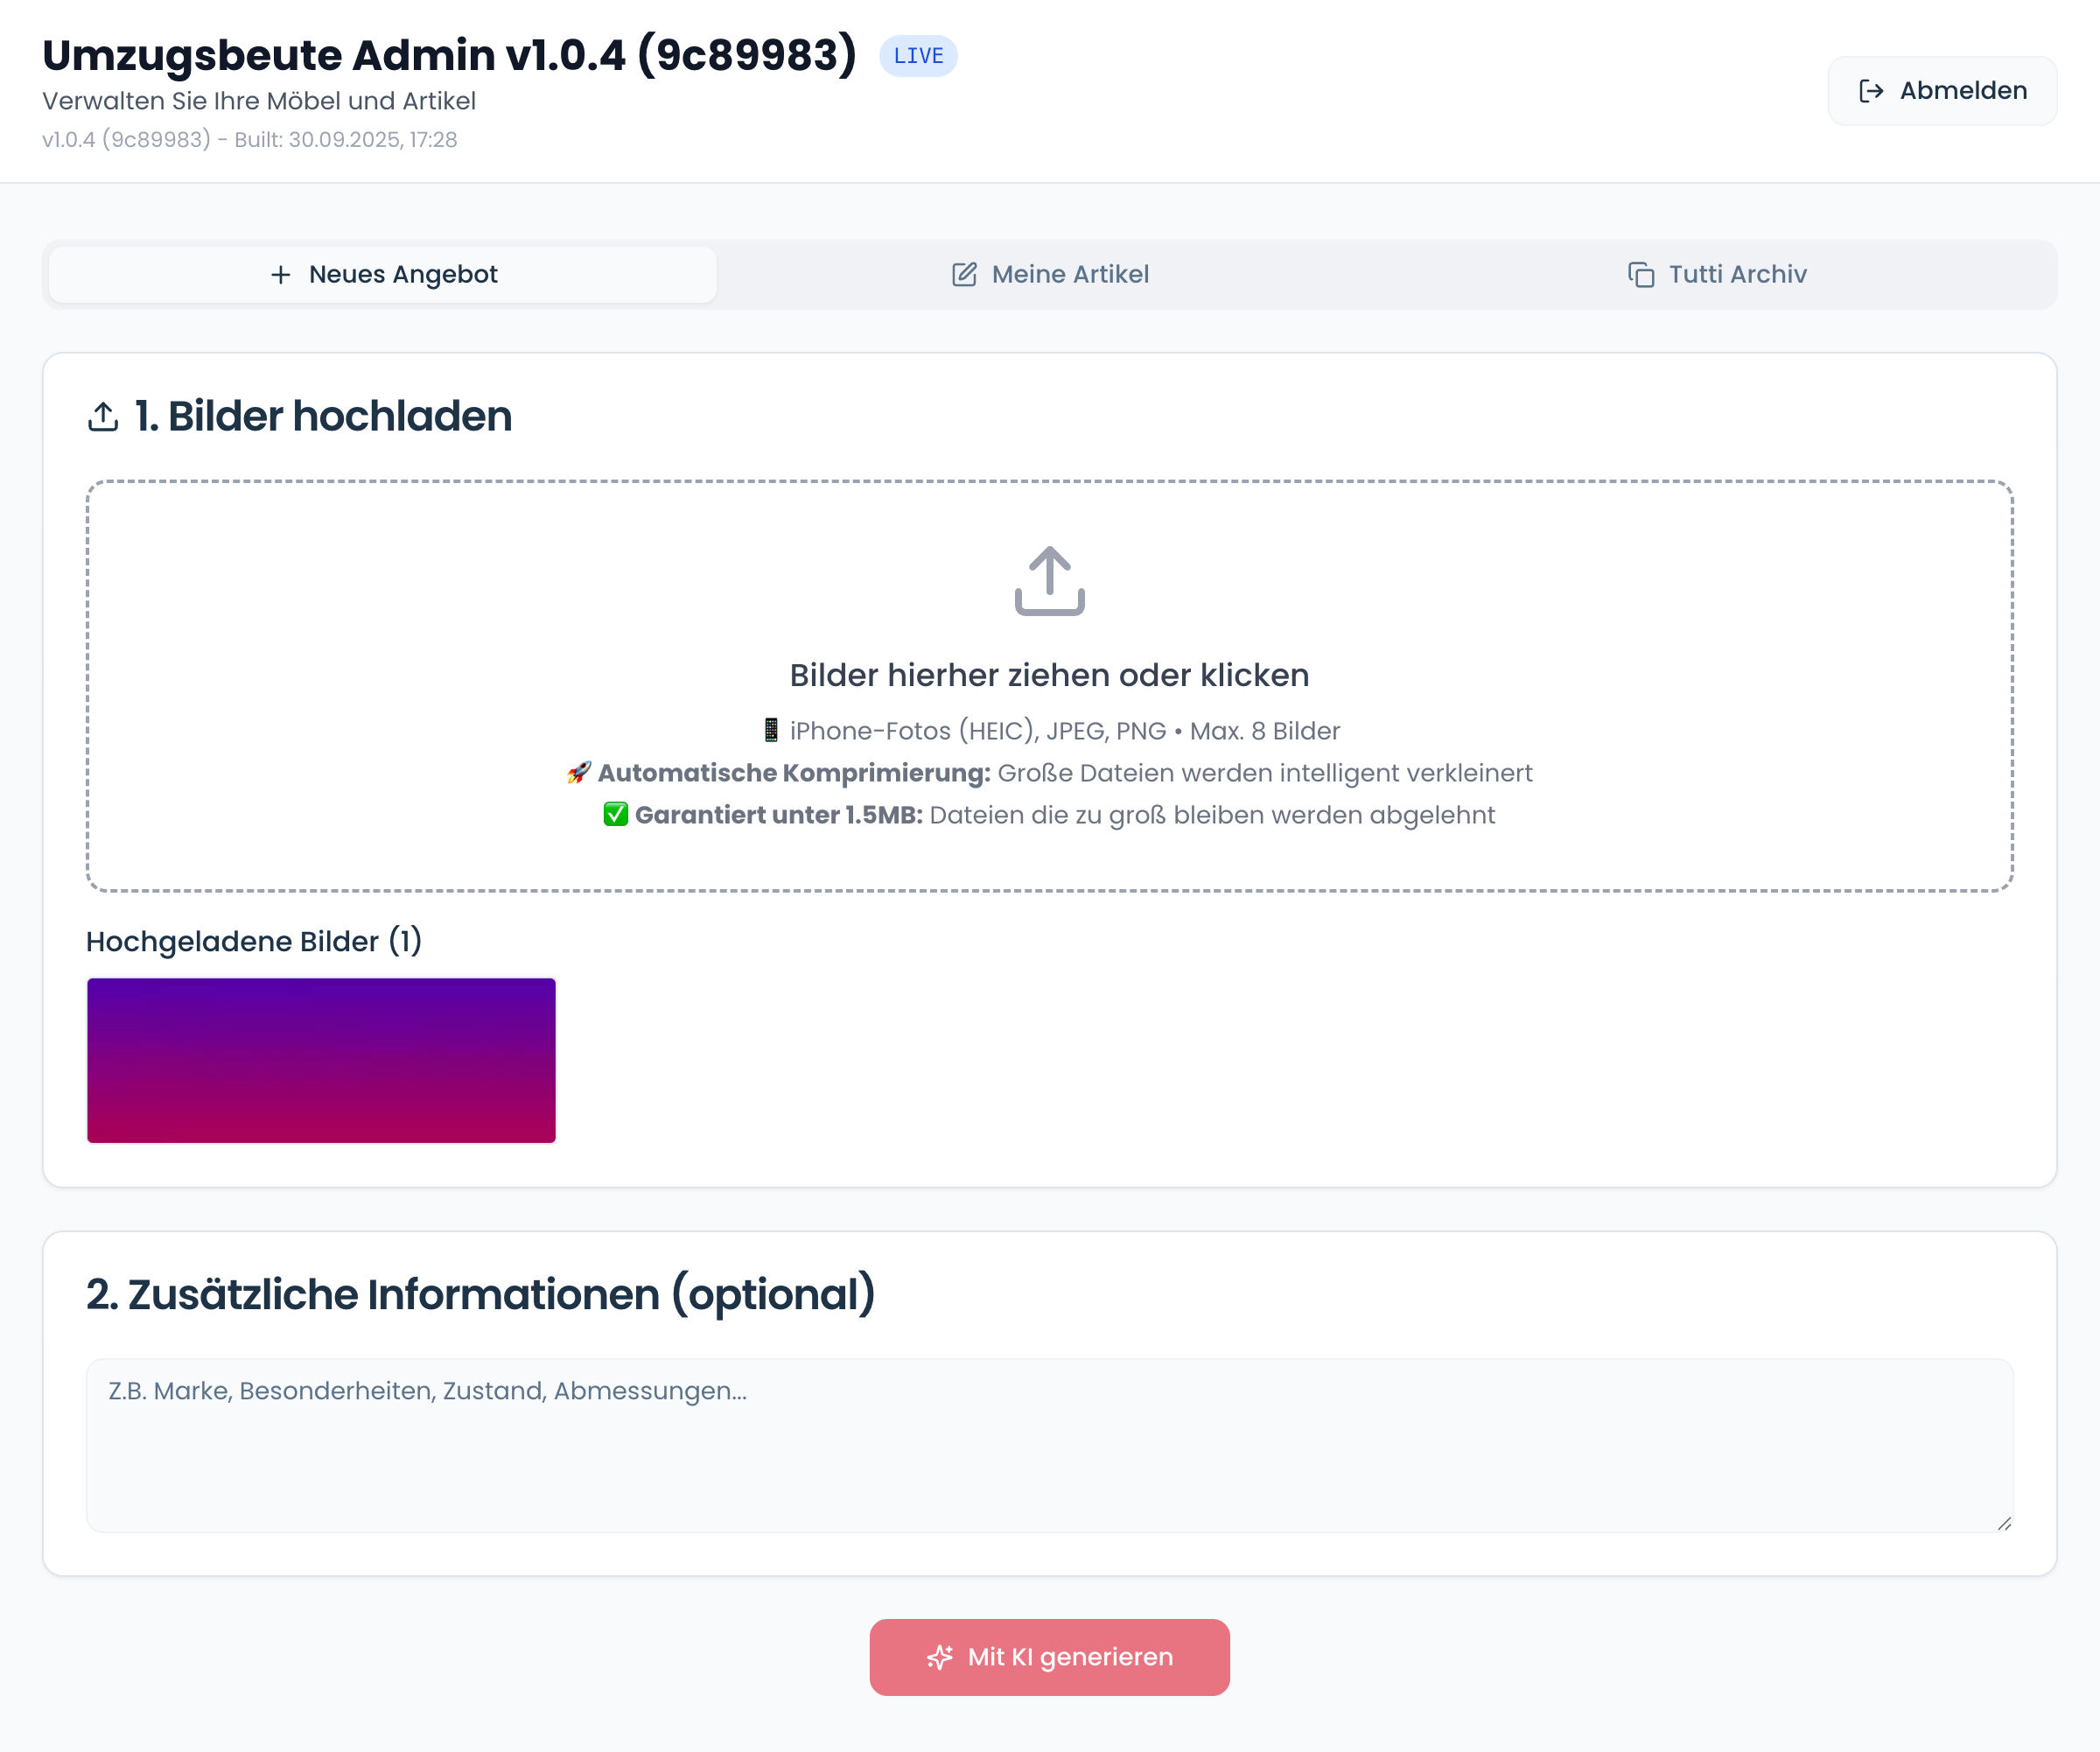 Umzugsbeute Admin v1.0.4 (9c89983) LIVE
Verwalten Sie Ihre Möbel und Artikel
v1.0.4 (9c89983) - Built: 30.09.2025, 17:28
Abmelden
Neues Angebot
Meine Artikel
Tutti Archiv
1. Bilder hochladen
Bilder hierher ziehen oder klicken
📱 iPhone-Fotos (HEIC), JPEG, PNG • Max. 8 Bilder
🚀 Automatische Komprimierung: Große Dateien werden intelligent verkleinert
✅ Garantiert unter 1.5MB: Dateien die zu groß bleiben werden abgelehnt
Hochgeladene Bilder (1)
2. Zusätzliche Informationen (optional)
Z.B. Marke, Besonderheiten, Zustand, Abmessungen...
Mit KI generieren